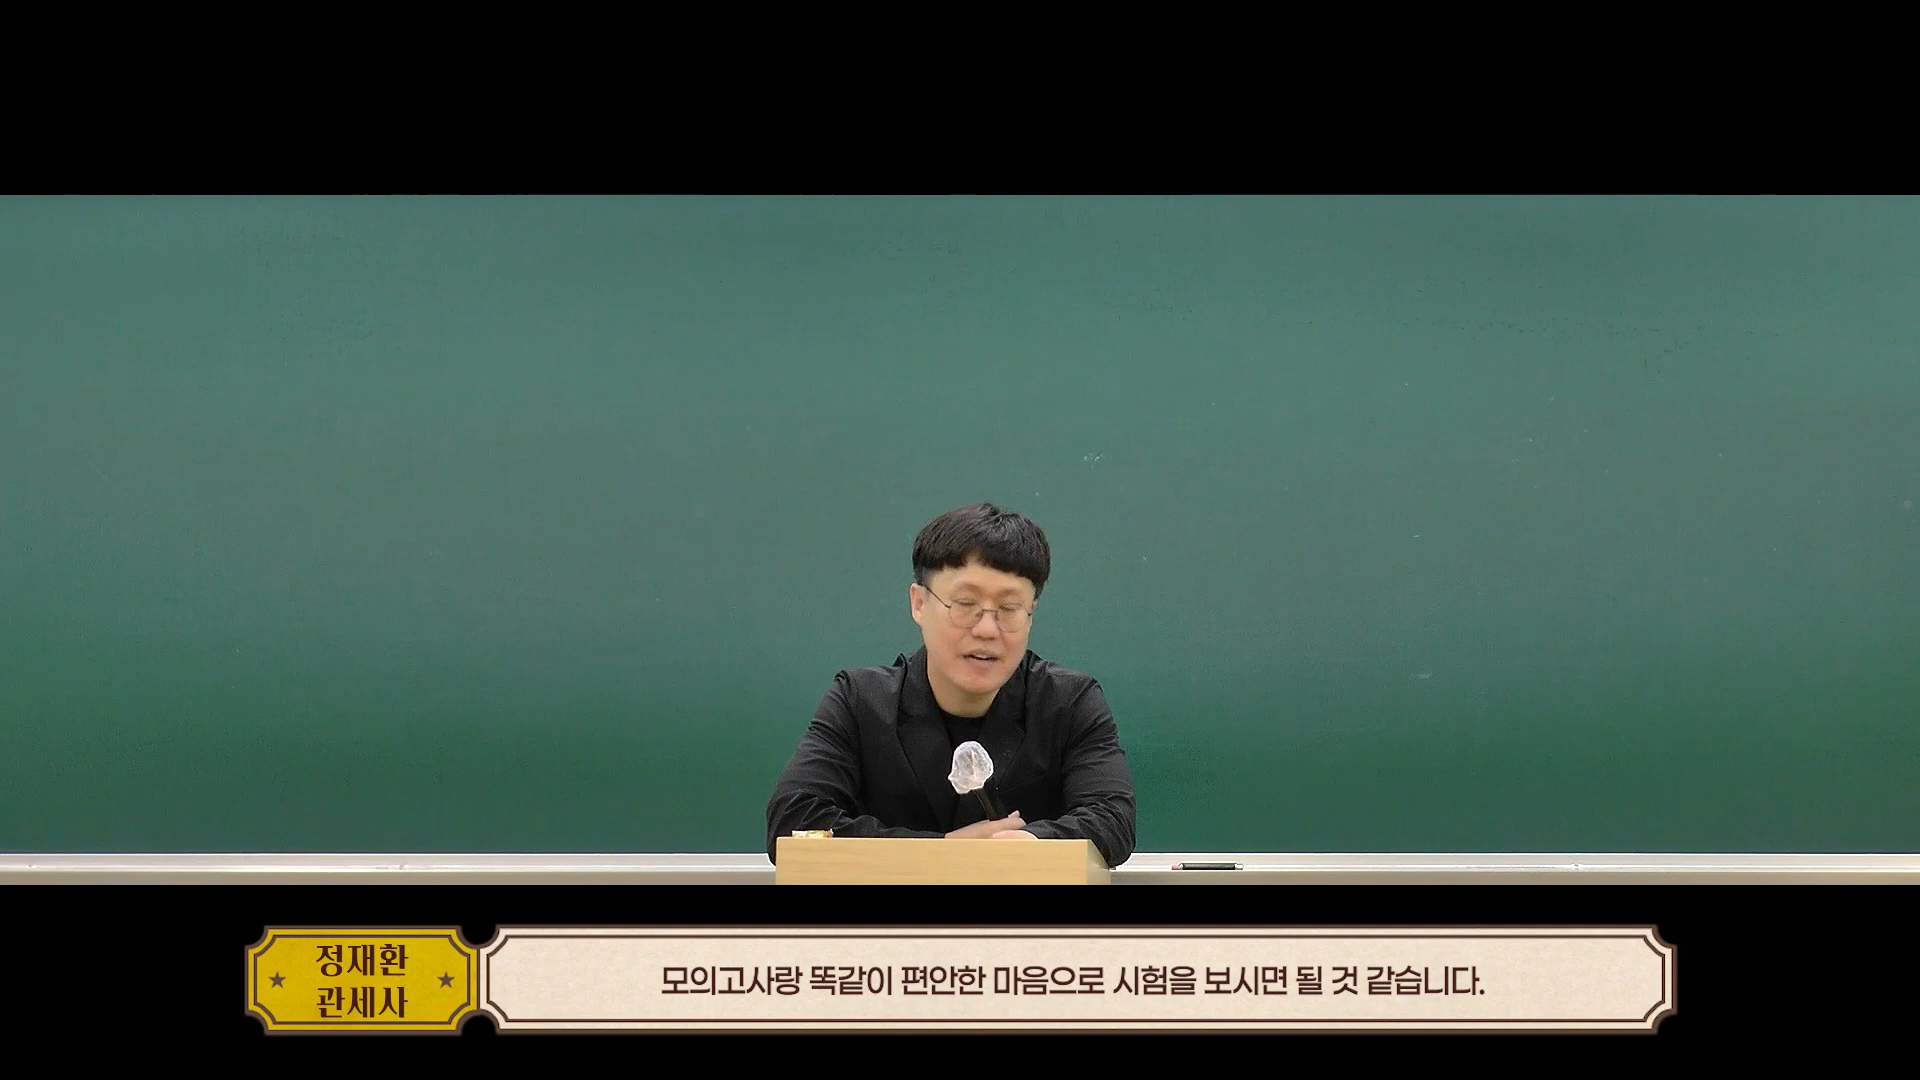 정재환
관세사
모의고사랑 똑같이 편안한 마음으로 시험을 보시면 될 것 같습니다.